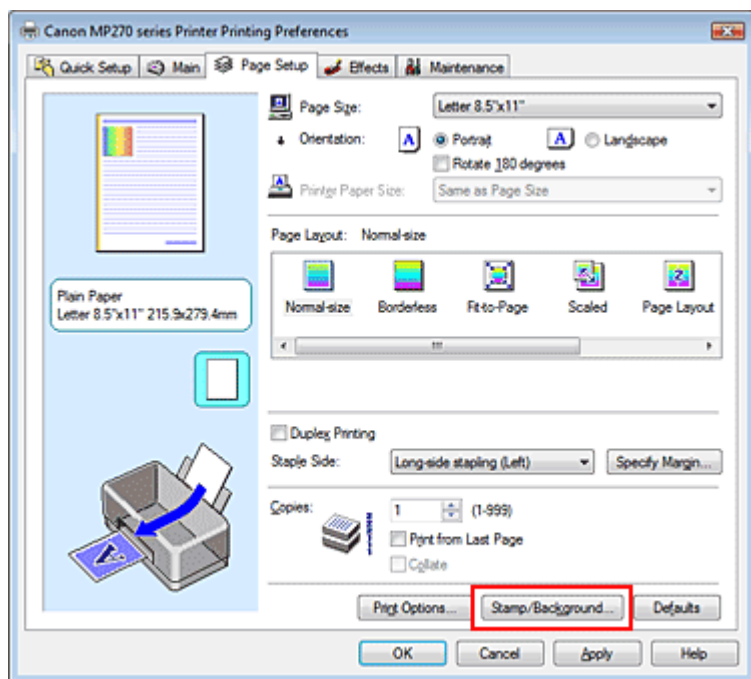 Canon MP270 series Printer Printing Preferences
Quick Setup Main Page Setup Effects Maintenance
Page Size: Letter 8.5"x11"
Orientation: A Portrait A Landscape
Rotate 180 degrees
Printer Paper Size: Same as Page Size
Page Layout: Normal-size
Plain Paper
Letter 8.5"x11" 215.9x279.4mm
Normal-size Borderless Fit-to-Page Scaled Page Layout
Duplex Printing
Staple Side: Long-side stapling (Left) Specify Margin...
Copies: 1 (1-999)
Print from Last Page
Collate
Print Options... Stamp/Background... Defaults
OK Cancel Apply Help